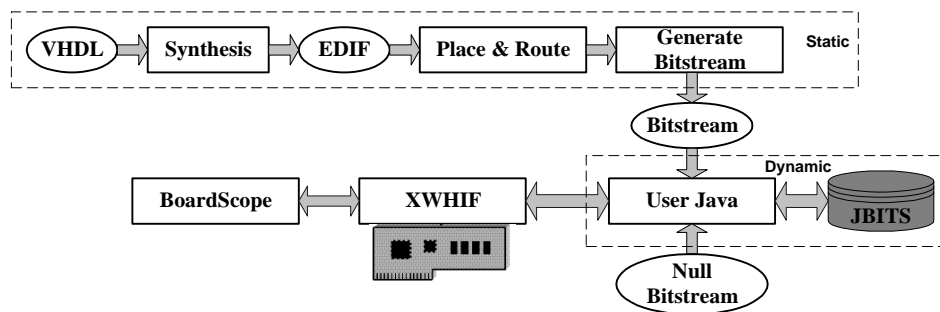 VHDL
Synthesis
EDIF
Place & Route
Generate
Bitstream
Static
Bitstream
Dynamic
BoardScope
XWHIF
User Java
JBITS
Null
Bitstream